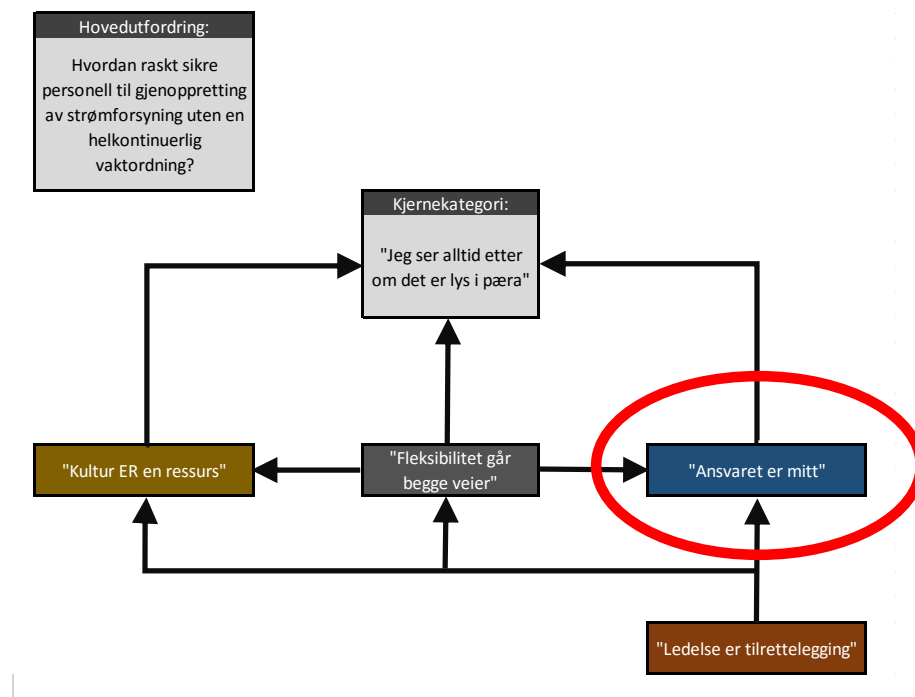 Hovedutfordring:
Hvordan raskt sikre
personell til gjenoppretting
av strømforsyning uten en
helkontinuerlig
vaktordning?
Kjernekategori:
"Jeg ser alltid etter
om det er lys i pæra"
"Kultur ER en ressurs"
"Fleksibilitet går
begge veier"
"Ansvaret er mitt"
"Ledelse er tilrettelegging"